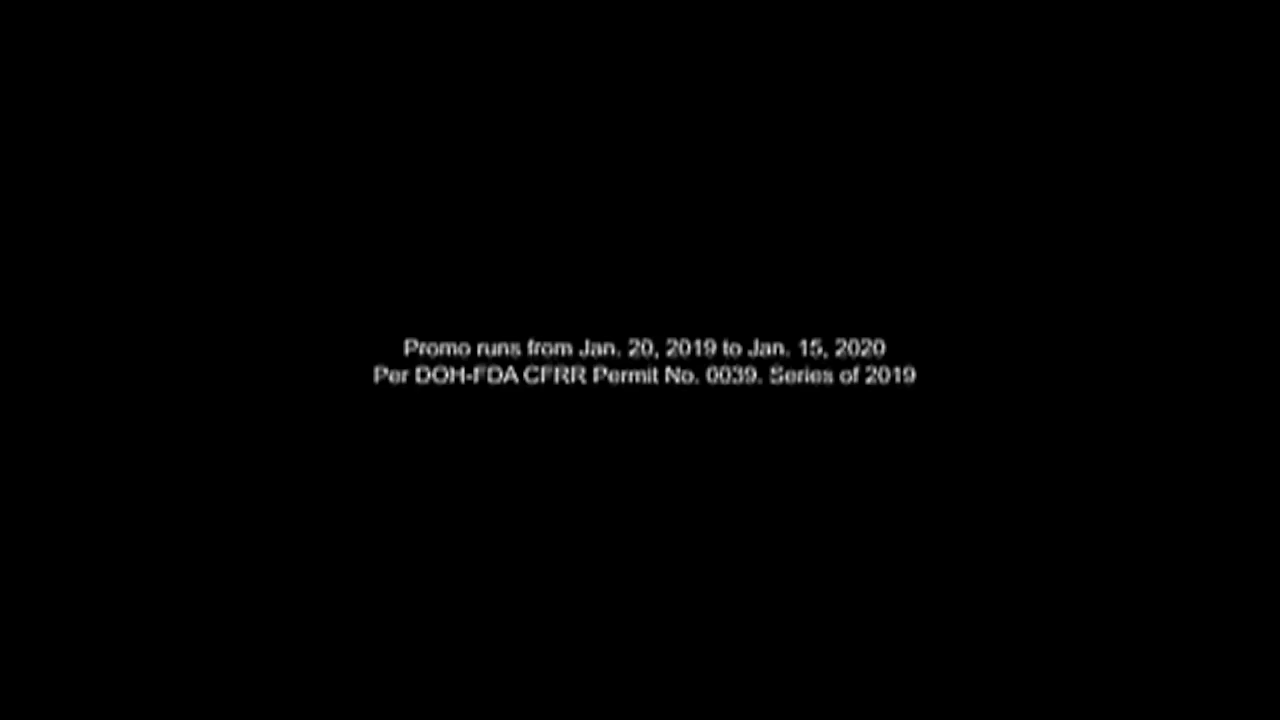 Promo runs from Jan. 20, 2019 to Jan. 15, 2020
Per DOH-FDA CFRR Permit No. 0039. Series of 2019